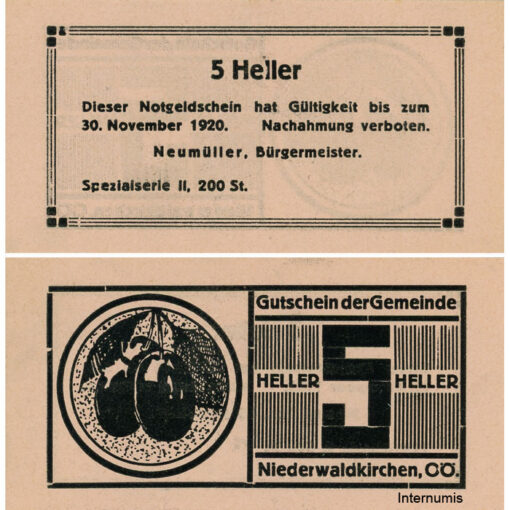 5 Heller
Dieser Notgeldschein hat Gültigkeit bis zum
30. November 1920. Nachahmung verboten.
Neumüller, Bürgermeister.
Spezialserie II, 200 St.
Gutschein der Gemeinde
5
HELLER HELLER
Niederwaldkirchen, OÖ.
Internumis